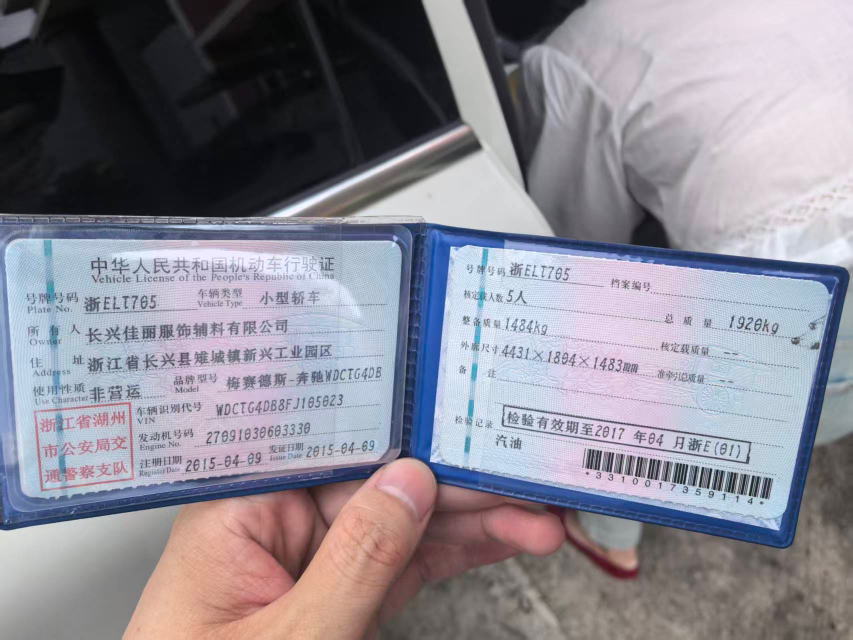 中华人民共和国机动车行驶证
Vehicle License of the People's Republic of China
号牌号码 浙ELT705 车辆类型 小型轿车
Plate No. Vehicle Type
所有人 长兴佳丽服饰辅料有限公司
Owner
住址 浙江省长兴县雉城镇新兴工业园区
Address
使用性质 非营运 品牌型号 梅赛德斯-奔驰WDCTG4DB
Use Character Model
浙江省湖州
市公安局交
通警察支队
车辆识别代号 WDCTG4DB8FJ105023
VIN
发动机号码 27091030603330
Engine No.
注册日期 2015-04-09 发证日期 2015-04-09
Register Date Issue Date
号牌号码 浙ELT705 档案编号
核定载人数 5人 总质量 1920kg
整备质量 1484kg 核定载质量 --
外廓尺寸 4431×1804×1483mm 准牵引总质量 --
备注
检验记录 检验有效期至2017年04月浙E(01)
汽油
*3310017359114*